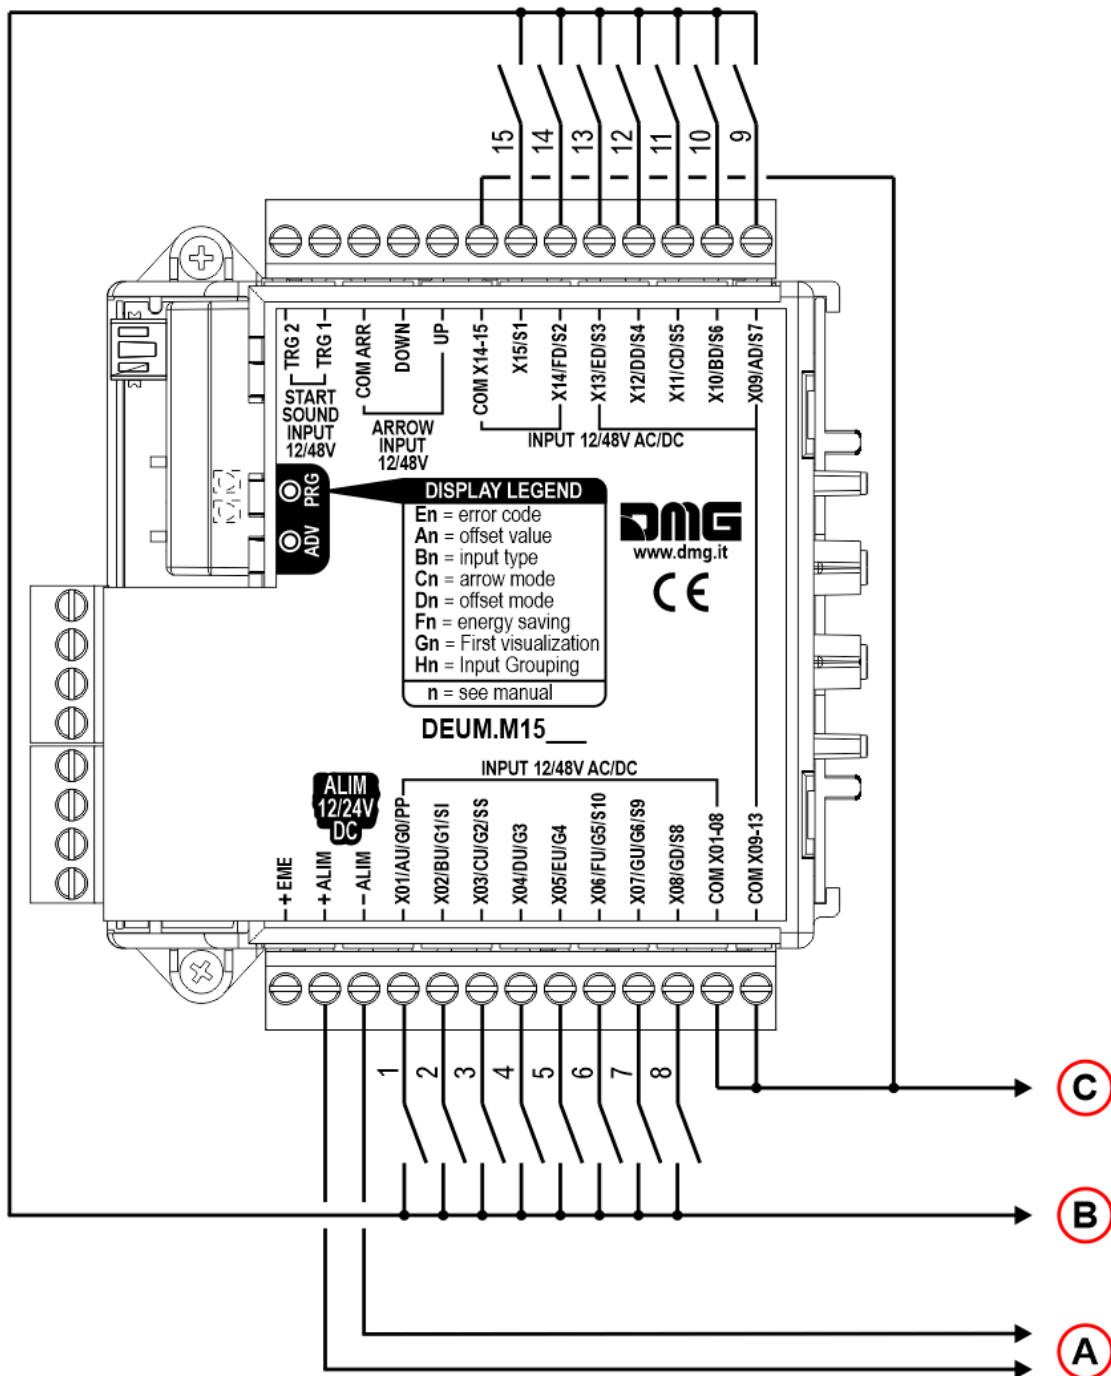 15
14
13
12
11
10
9
TRG 2
TRG 1
START
SOUND
INPUT
12/48V
COM ARR
DOWN
UP
ARROW
INPUT
12/48V
COM X14-15
X15/S1
X14/FD/S2
X13/ED/S3
X12/DD/S4
X11/CD/S5
X10/BD/S6
X09/AD/S7
INPUT 12/48V AC/DC
PRG
ADV
DISPLAY LEGEND
En = error code
An = offset value
Bn = input type
Cn = arrow mode
Dn = offset mode
Fn = energy saving
Gn = First visualization
Hn = Input Grouping
n = see manual
DMG
www.dmg.it
CE
DEUM.M15___
INPUT 12/48V AC/DC
ALIM
12/24V
DC
+ EME
+ ALIM
− ALIM
X01/AU/G0/PP
X02/BU/G1/SI
X03/CU/G2/SS
X04/DU/G3
X05/EU/G4
X06/FU/G5/S10
X07/GU/G6/S9
X08/GD/S8
COM X01-08
COM X09-13
1
2
3
4
5
6
7
8
C
B
A